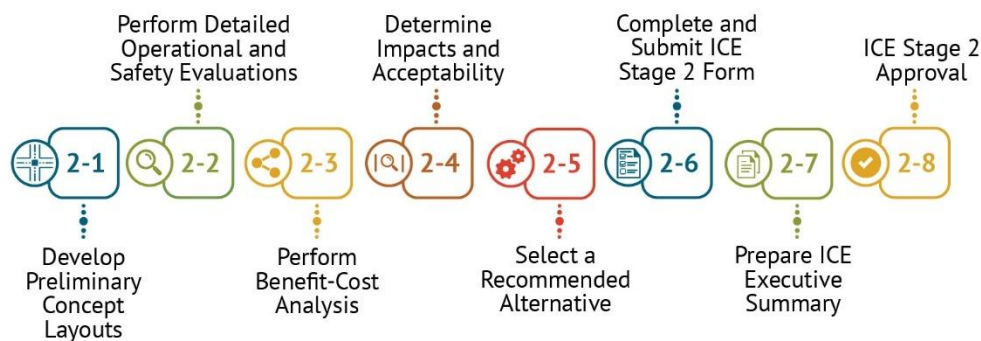 Perform Detailed
Operational and
Safety Evaluations
Determine
Impacts and
Acceptability
Complete and
Submit ICE
Stage 2 Form
ICE Stage 2
Approval
2-1
2-2
2-3
2-4
2-5
2-6
2-7
2-8
Develop
Preliminary
Concept
Layouts
Perform
Benefit-Cost
Analysis
Select a
Recommended
Alternative
Prepare ICE
Executive
Summary